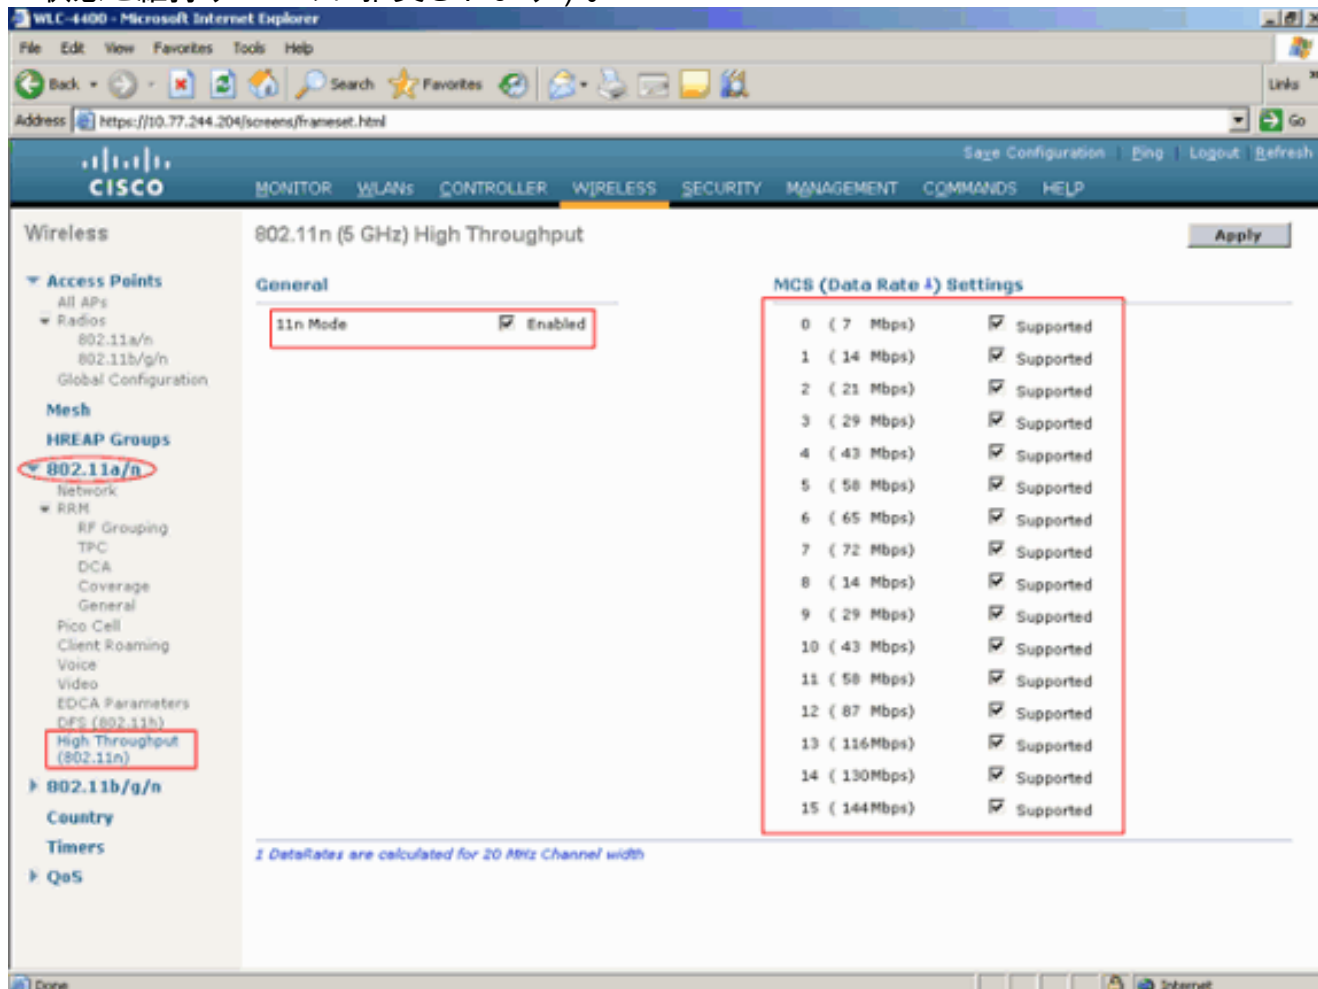 WLC-4400 - Microsoft Internet Explorer
File Edit View Favorites Tools Help
Back Search Favorites Links
Address https://10.77.244.204/screens/frameset.html Go
Save Configuration Ping Logout Refresh
CISCO MONITOR WLANs CONTROLLER WIRELESS SECURITY MANAGEMENT COMMANDS HELP
Wireless
Access Points
All APs
Radios
802.11a/n
802.11b/g/n
Global Configuration
Mesh
HREAP Groups
802.11a/n
Network
RRM
RF Grouping
TPC
DCA
Coverage
General
Pico Cell
Client Roaming
Voice
Video
EDCA Parameters
DFS (802.11h)
High Throughput
(802.11n)
802.11b/g/n
Country
Timers
QoS
802.11n (5 GHz) High Throughput
Apply
General
11n Mode Enabled
MCS (Data Rate 1) Settings
0 ( 7 Mbps) Supported
1 ( 14 Mbps) Supported
2 ( 21 Mbps) Supported
3 ( 29 Mbps) Supported
4 ( 43 Mbps) Supported
5 ( 58 Mbps) Supported
6 ( 65 Mbps) Supported
7 ( 72 Mbps) Supported
8 ( 14 Mbps) Supported
9 ( 29 Mbps) Supported
10 ( 43 Mbps) Supported
11 ( 58 Mbps) Supported
12 ( 87 Mbps) Supported
13 ( 116Mbps) Supported
14 ( 130Mbps) Supported
15 ( 144Mbps) Supported
1 DataRates are calculated for 20 MHz Channel width
Done Internet